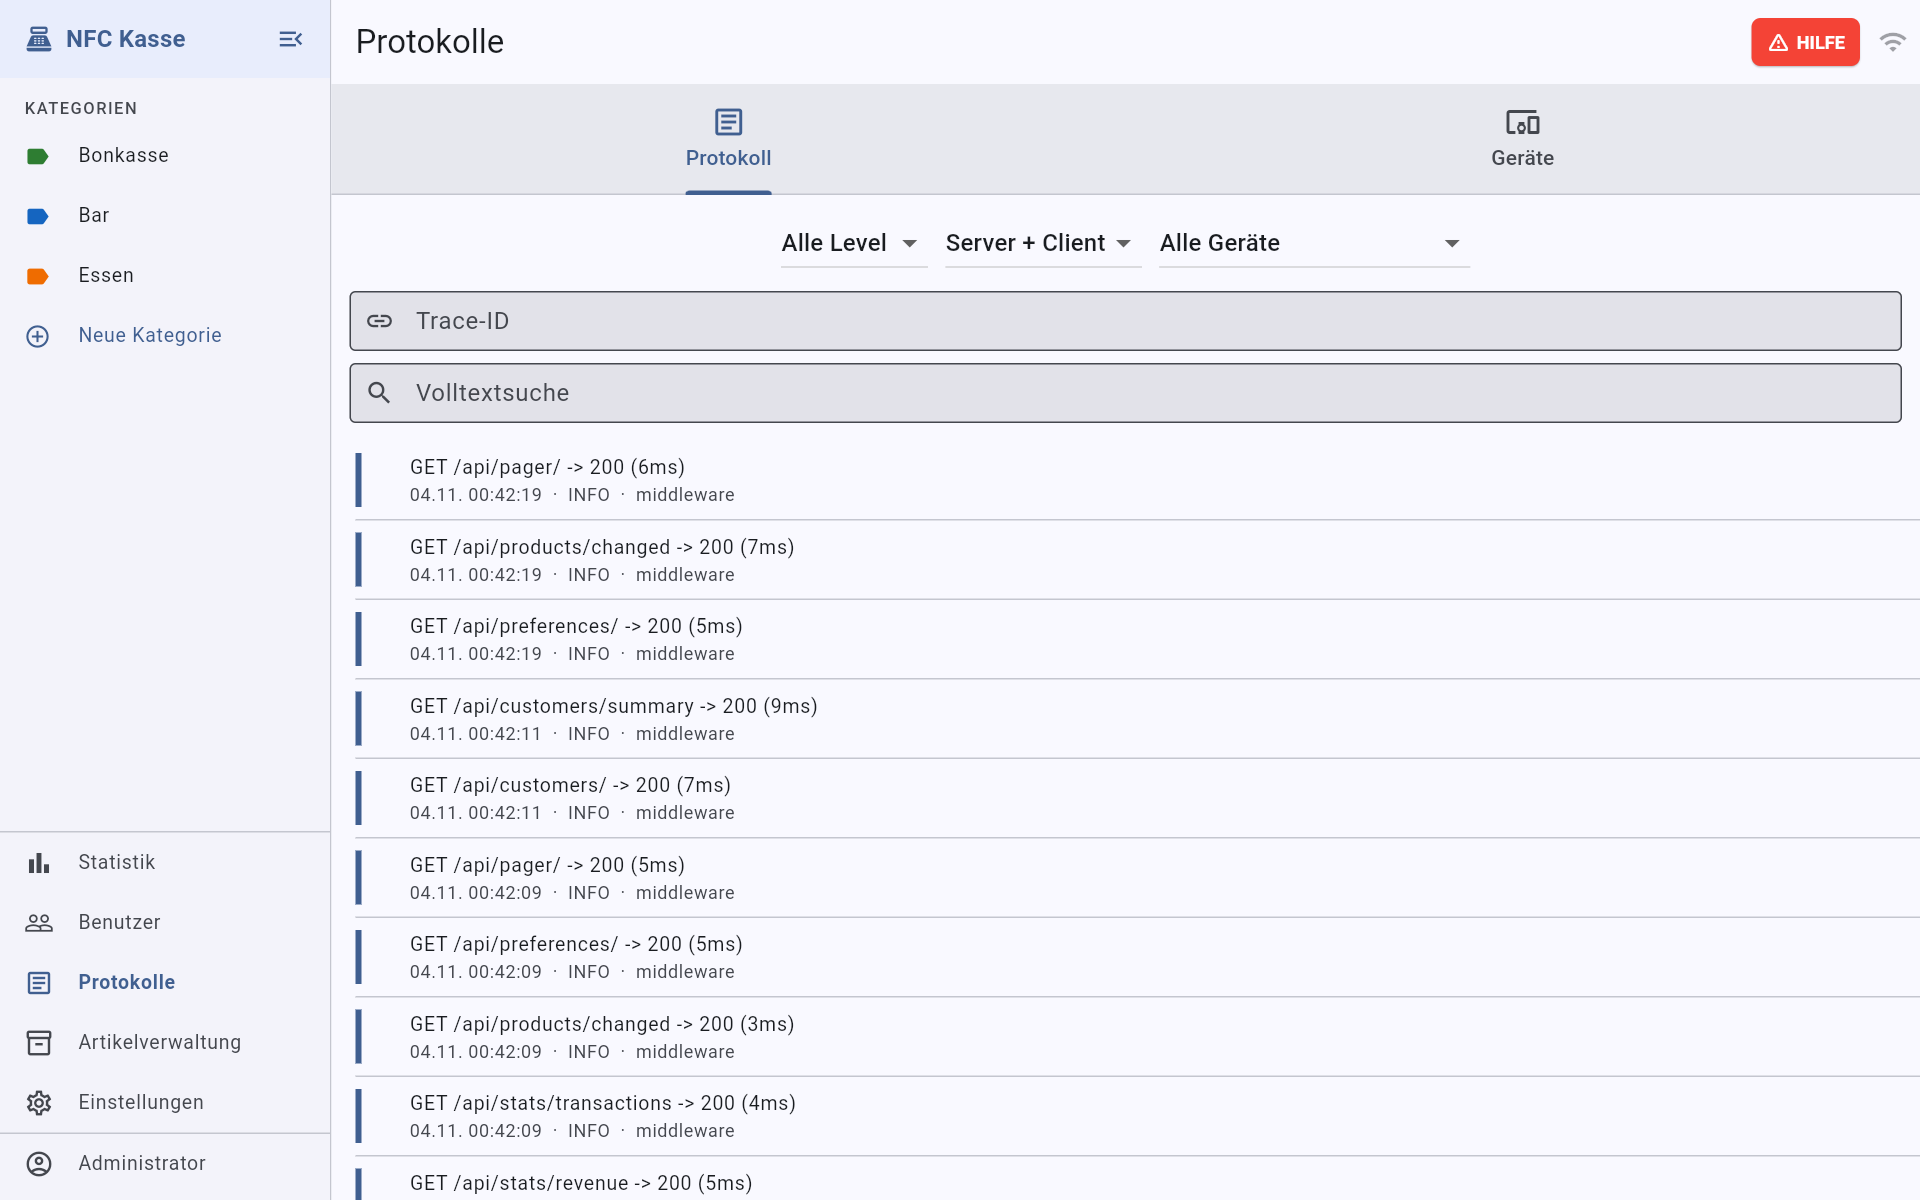 NFC Kasse
KATEGORIEN
Bonkasse
Bar
Essen
Neue Kategorie
Statistik
Benutzer
Protokolle
Artikelverwaltung
Einstellungen
Administrator
Protokolle
HILFE
Protokoll
Geräte
Alle Level
Server + Client
Alle Geräte
Trace-ID
Volltextsuche
GET /api/pager/ -> 200 (6ms)
04.11. 00:42:19 · INFO · middleware
GET /api/products/changed -> 200 (7ms)
04.11. 00:42:19 · INFO · middleware
GET /api/preferences/ -> 200 (5ms)
04.11. 00:42:19 · INFO · middleware
GET /api/customers/summary -> 200 (9ms)
04.11. 00:42:11 · INFO · middleware
GET /api/customers/ -> 200 (7ms)
04.11. 00:42:11 · INFO · middleware
GET /api/pager/ -> 200 (5ms)
04.11. 00:42:09 · INFO · middleware
GET /api/preferences/ -> 200 (5ms)
04.11. 00:42:09 · INFO · middleware
GET /api/products/changed -> 200 (3ms)
04.11. 00:42:09 · INFO · middleware
GET /api/stats/transactions -> 200 (4ms)
04.11. 00:42:09 · INFO · middleware
GET /api/stats/revenue -> 200 (5ms)